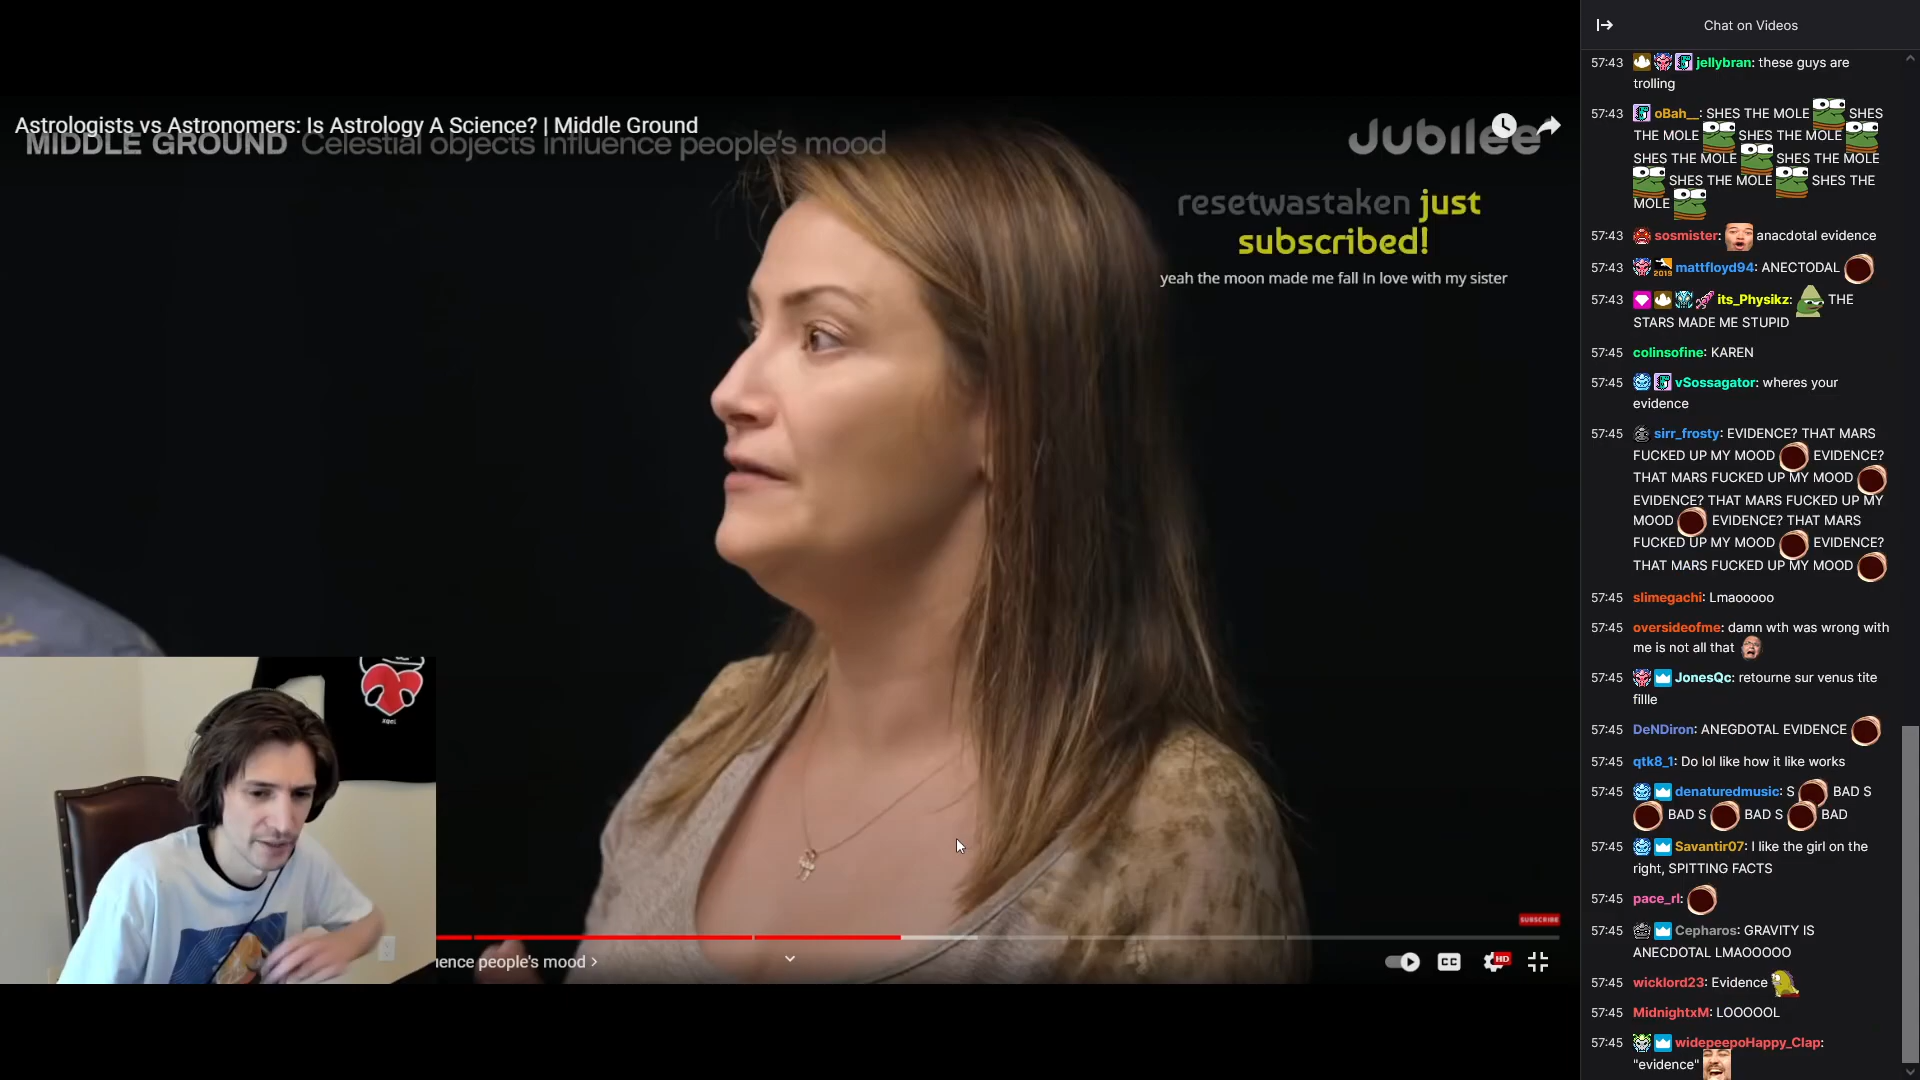 Astrologists vs Astronomers: Is Astrology A Science? | Middle Ground
MIDDLE GROUND Celestial objects influence people's mood
Jubilee
resetwastaken just
subscribed!
yeah the moon made me fall In love with my sister
xqcL
SUBSCRIBE
ience people's mood >
CC
HD
Chat on Videos
57:43 jellybran: these guys are
trolling
57:43 oBah__: SHES THE MOLE SHES
THE MOLE SHES THE MOLE
SHES THE MOLE SHES THE MOLE
SHES THE MOLE SHES THE
MOLE
57:43 sosmister: anacdotal evidence
57:43 2019 mattfloyd94: ANECTODAL
57:43 its_Physikz: THE
STARS MADE ME STUPID
57:45 colinsofine: KAREN
57:45 vSossagator: wheres your
evidence
57:45 sirr_frosty: EVIDENCE? THAT MARS
FUCKED UP MY MOOD EVIDENCE?
THAT MARS FUCKED UP MY MOOD
EVIDENCE? THAT MARS FUCKED UP MY
MOOD EVIDENCE? THAT MARS
FUCKED UP MY MOOD EVIDENCE?
THAT MARS FUCKED UP MY MOOD
57:45 slimegachi: Lmaooooo
57:45 oversideofme: damn wth was wrong with
me is not all that
57:45 JonesQc: retourne sur venus tite
fillle
57:45 DeNDiron: ANEGDOTAL EVIDENCE
57:45 qtk8_1: Do lol like how it like works
57:45 denaturedmusic: S BAD S
BAD S BAD S BAD
57:45 Savantir07: I like the girl on the
right, SPITTING FACTS
57:45 pace_rl:
57:45 Cepharos: GRAVITY IS
ANECDOTAL LMAOOOOO
57:45 wicklord23: Evidence
57:45 MidnightxM: LOOOOOL
57:45 widepeepoHappy_Clap:
"evidence"